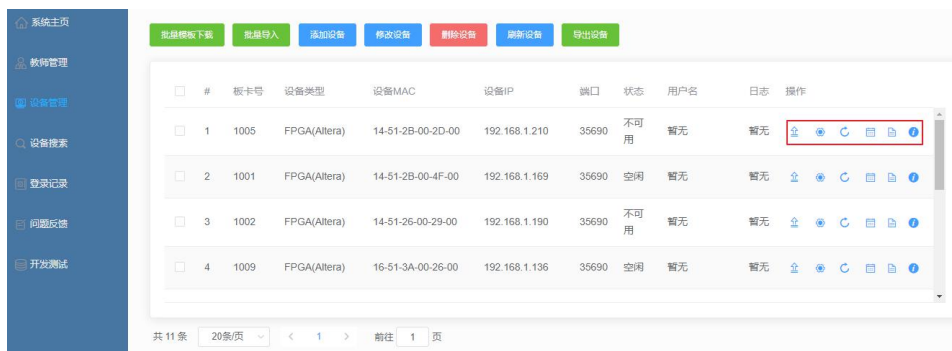 系统主页
教师管理
设备管理
设备搜素
登录记录
问题反馈
开发测试
批量模板下载 批量导入 添加设备 修改设备 删除设备 刷新设备 导出设备
# 板卡号 设备类型 设备MAC 设备IP 端口 状态 用户名 日志 操作
1 1005 FPGA(Altera) 14-51-2B-00-2D-00 192.168.1.210 35690 不可用 暂无 暂无
2 1001 FPGA(Altera) 14-51-2B-00-4F-00 192.168.1.169 35690 空闲 暂无 暂无
3 1002 FPGA(Altera) 14-51-26-00-29-00 192.168.1.190 35690 不可用 暂无 暂无
4 1009 FPGA(Altera) 16-51-3A-00-26-00 192.168.1.136 35690 空闲 暂无 暂无
共 11 条 20条/页 < 1 > 前往 1 页